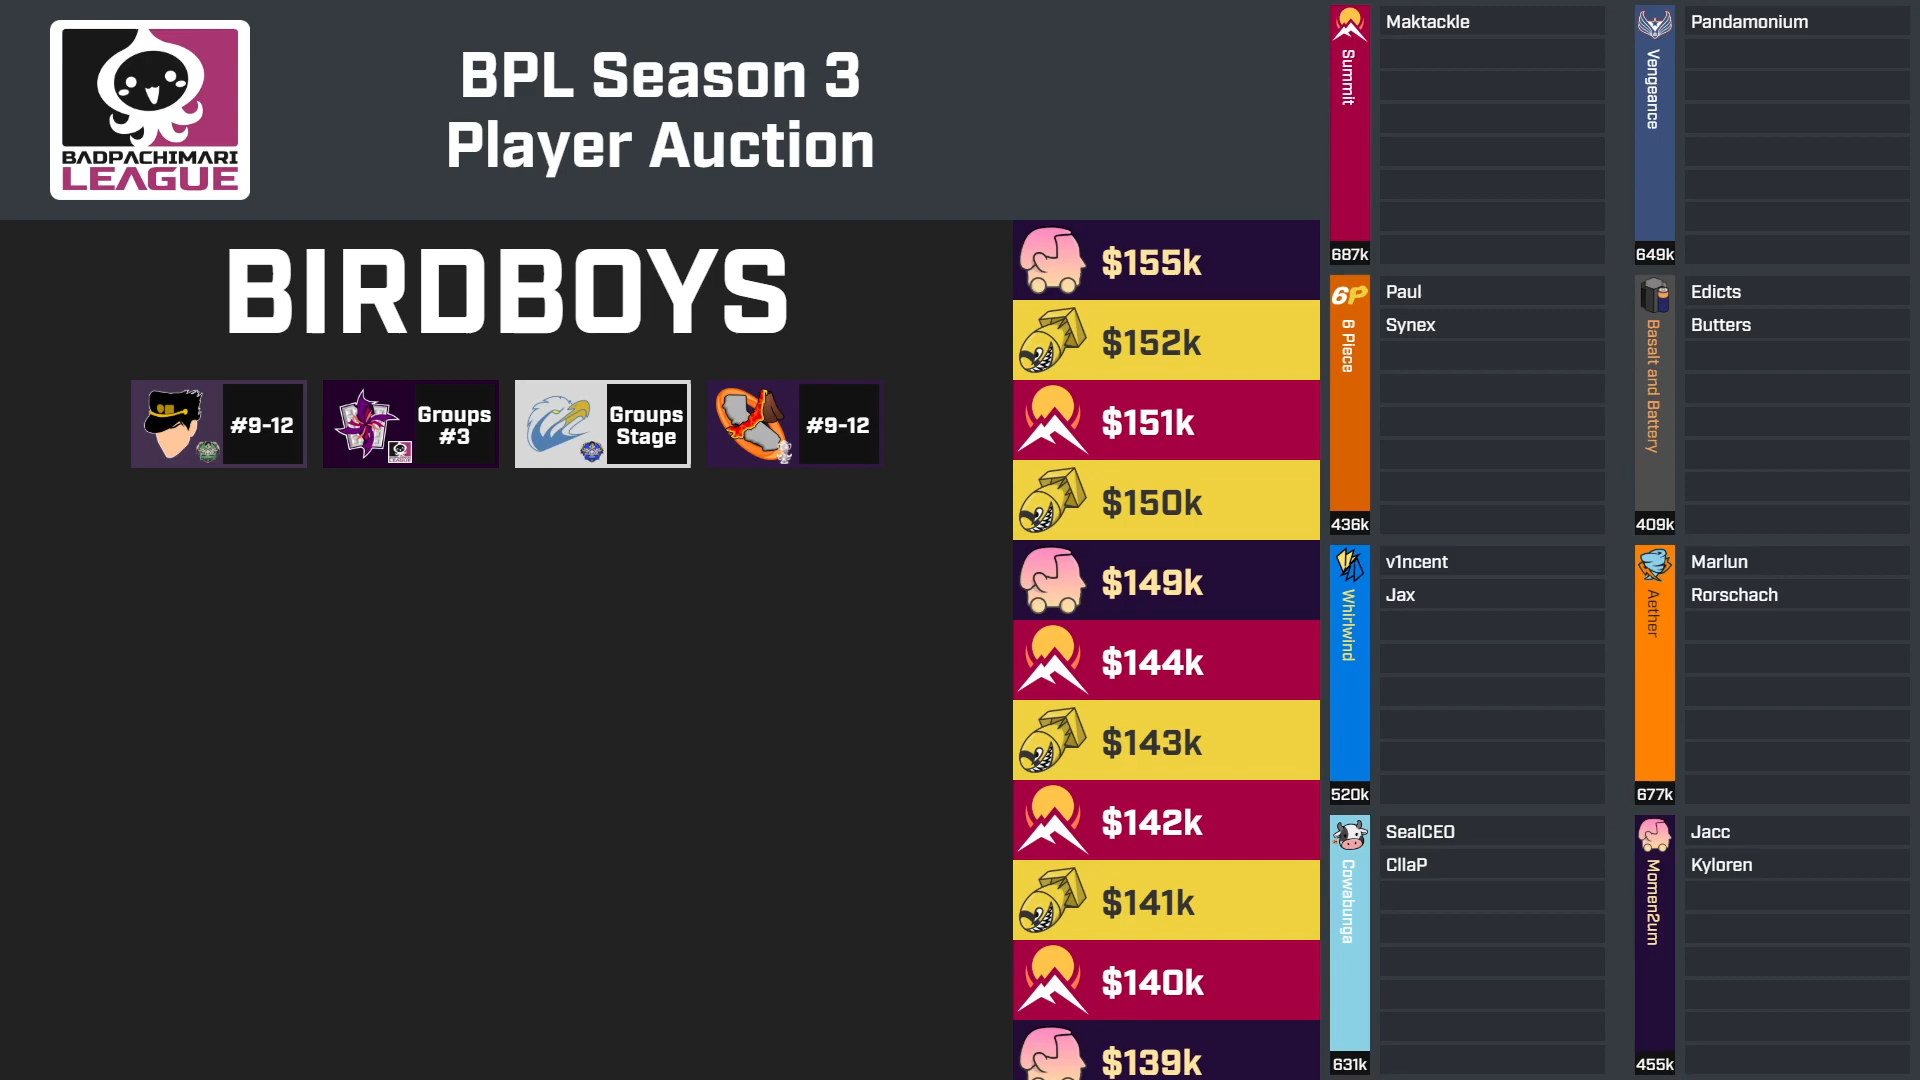 BADPACHIMARI
LEAGUE
BPL Season 3
Player Auction
BIRDBOYS
#9-12
Groups
#3
Groups
Stage
#9-12
$155k
$152k
$151k
$150k
$149k
$144k
$143k
$142k
$141k
$140k
$139k
Summit
687k
Maktackle
Vengeance
649k
Pandamonium
6P
6 Piece
436k
Paul
Synex
Basalt and Battery
409k
Edicts
Butters
Whirlwind
520k
v1ncent
Jax
Aether
677k
Marlun
Rorschach
Cowabunga
631k
SealCEO
CllaP
Momen2um
455k
Jacc
Kyloren